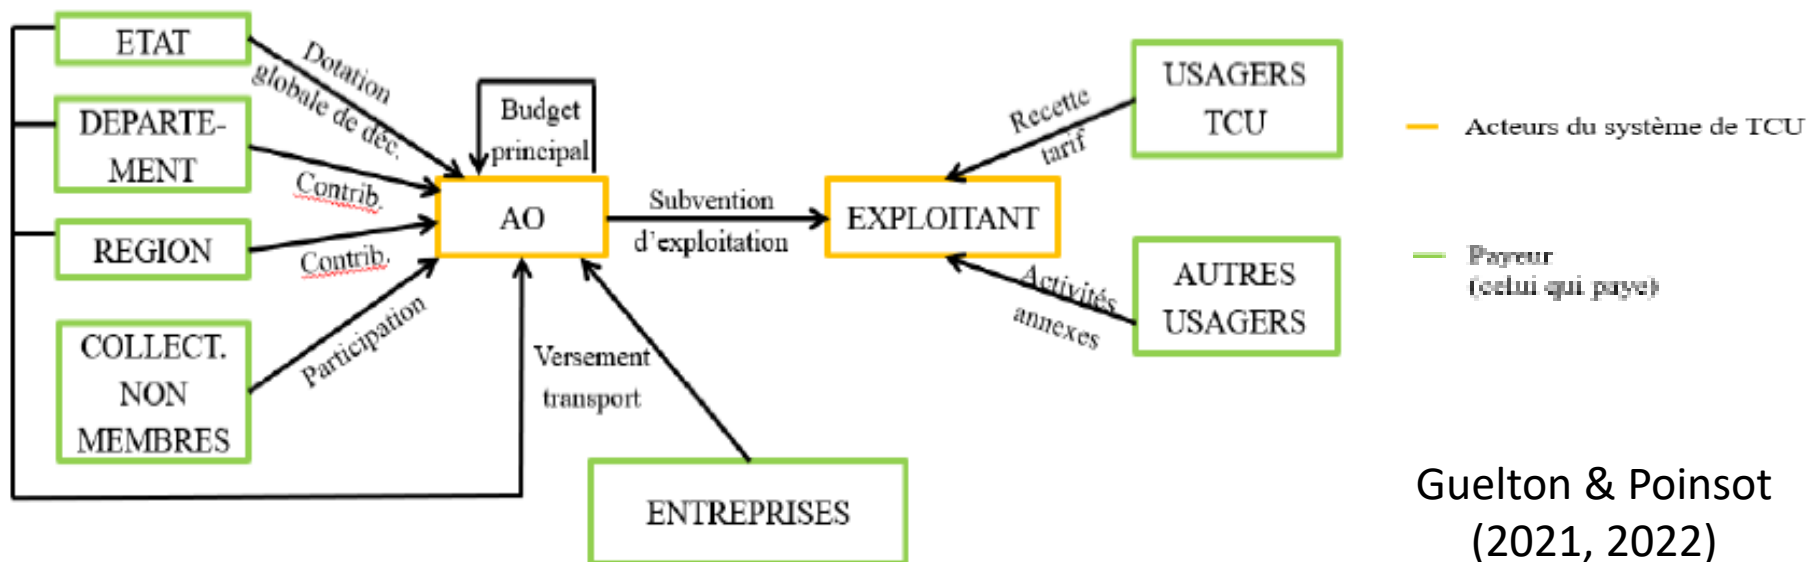 ETAT
DEPARTE-
MENT
REGION
COLLECT.
NON
MEMBRES
Dotation
globale de déc.
Contrib.
Contrib.
Participation
Budget
principal
AO
Versement
transport
ENTREPRISES
Subvention
d'exploitation
EXPLOITANT
Recette
tarif
Activités
annexes
USAGERS
TCU
AUTRES
USAGERS
Acteurs du système de TCU
Payeur
(celui qui paye)
Guelton & Poinsot
(2021, 2022)